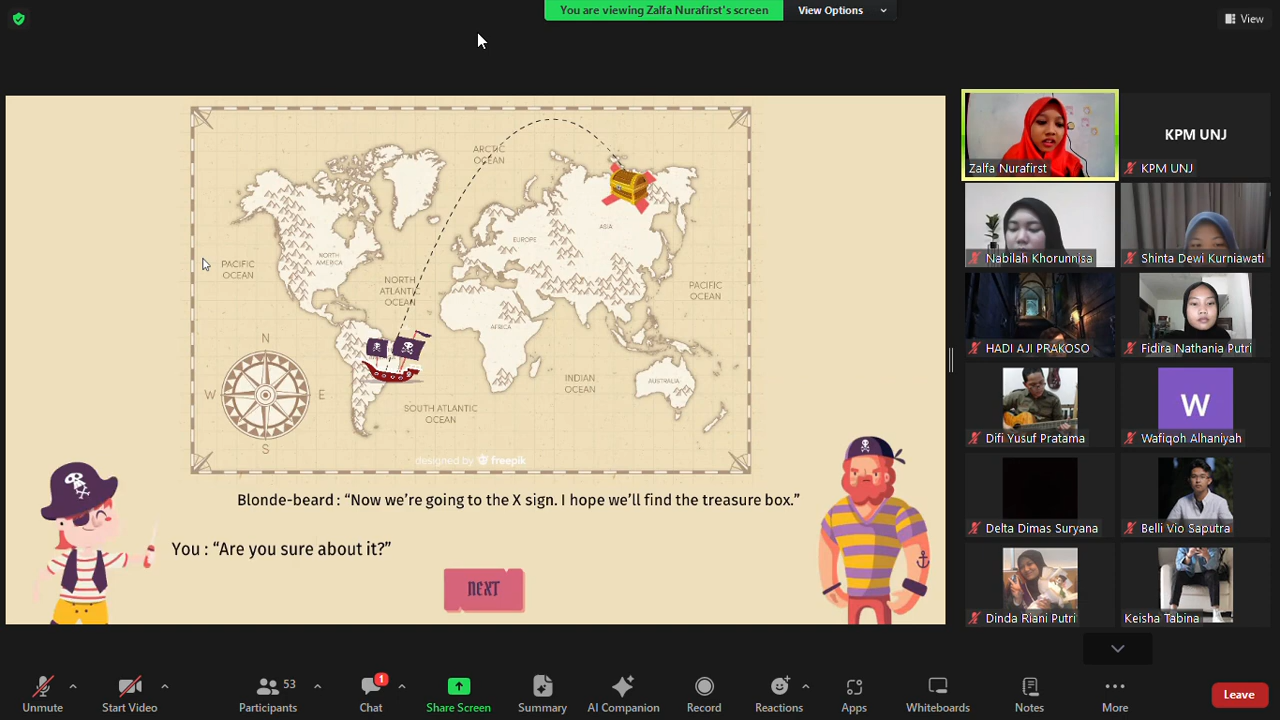 You are viewing Zalfa Nurafirst's screen
View Options
View
ARCTIC
OCEAN
NORTH
AMERICA
EUROPE
ASIA
PACIFIC
OCEAN
NORTH
ATLANTIC
OCEAN
PACIFIC
OCEAN
AFRICA
N
W
E
S
INDIAN
OCEAN
AUSTRALIA
SOUTH ATLANTIC
OCEAN
designed by freepik
Blonde-beard : “Now we’re going to the X sign. I hope we’ll find the treasure box.”
You : “Are you sure about it?”
NEXT
Zalfa Nurafirst
KPM UNJ
KPM UNJ
Nabilah Khorunnisa
Shinta Dewi Kurniawati
HADI AJI PRAKOSO
Fidira Nathania Putri
Difi Yusuf Pratama
W
Wafiqoh Alhaniyah
Delta Dimas Suryana
Belli Vio Saputra
Dinda Riani Putri
Keisha Tabina
Unmute
Start Video
53
Participants
1
Chat
Share Screen
Summary
AI Companion
Record
Reactions
Apps
Whiteboards
Notes
More
Leave